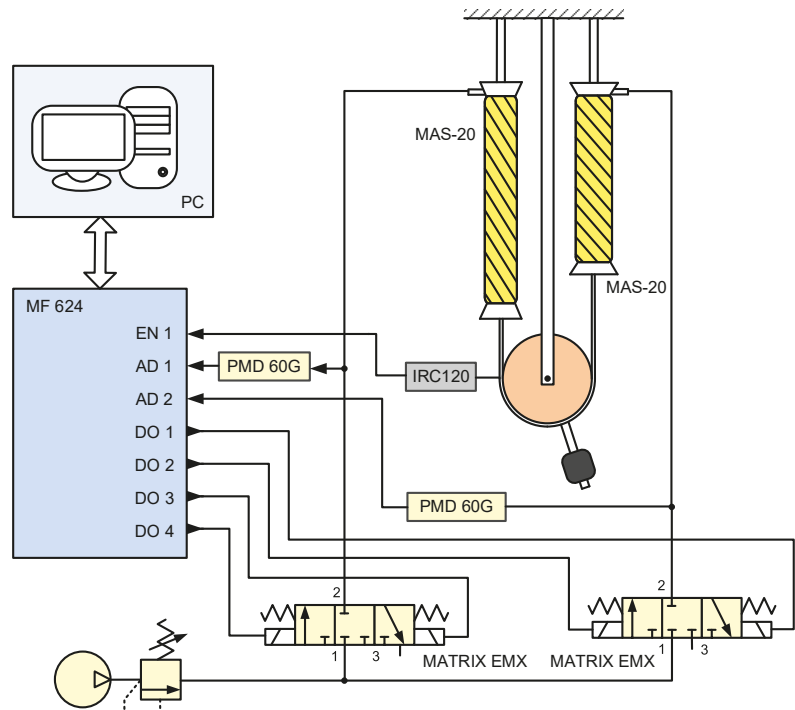 MAS-20
PC
MAS-20
MF 624
EN 1
AD 1
PMD 60G
IRC120
AD 2
DO 1
DO 2
DO 3
PMD 60G
DO 4
2
2
1
3
1
3
MATRIX EMX
MATRIX EMX